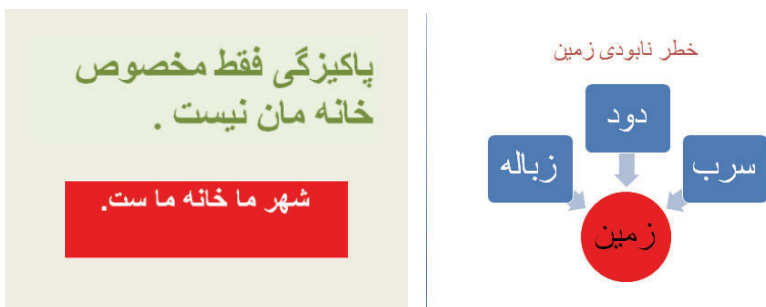 پاکیزگی فقط مخصوص
خانه مان نیست .
شهر ما خانه ما ست.
خطر نابودی زمین
دود
سرب
زباله
زمین